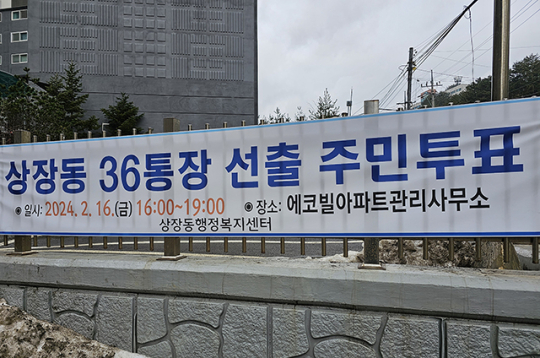 상장동 36통장 선출 주민투표
◉ 일시: 2024. 2. 16.(금) 16:00~19:00 ◉ 장소: 에코빌아파트관리사무소
상장동행정복지센터